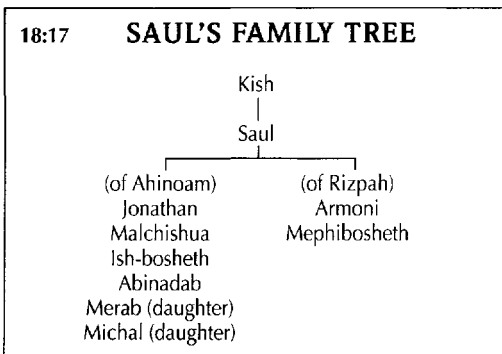 18:17 SAUL'S FAMILY TREE
Kish
Saul
(of Ahinoam)
Jonathan
Malchishua
Ish-bosheth
Abinadab
Merab (daughter)
Michal (daughter)
(of Rizpah)
Armoni
Mephibosheth